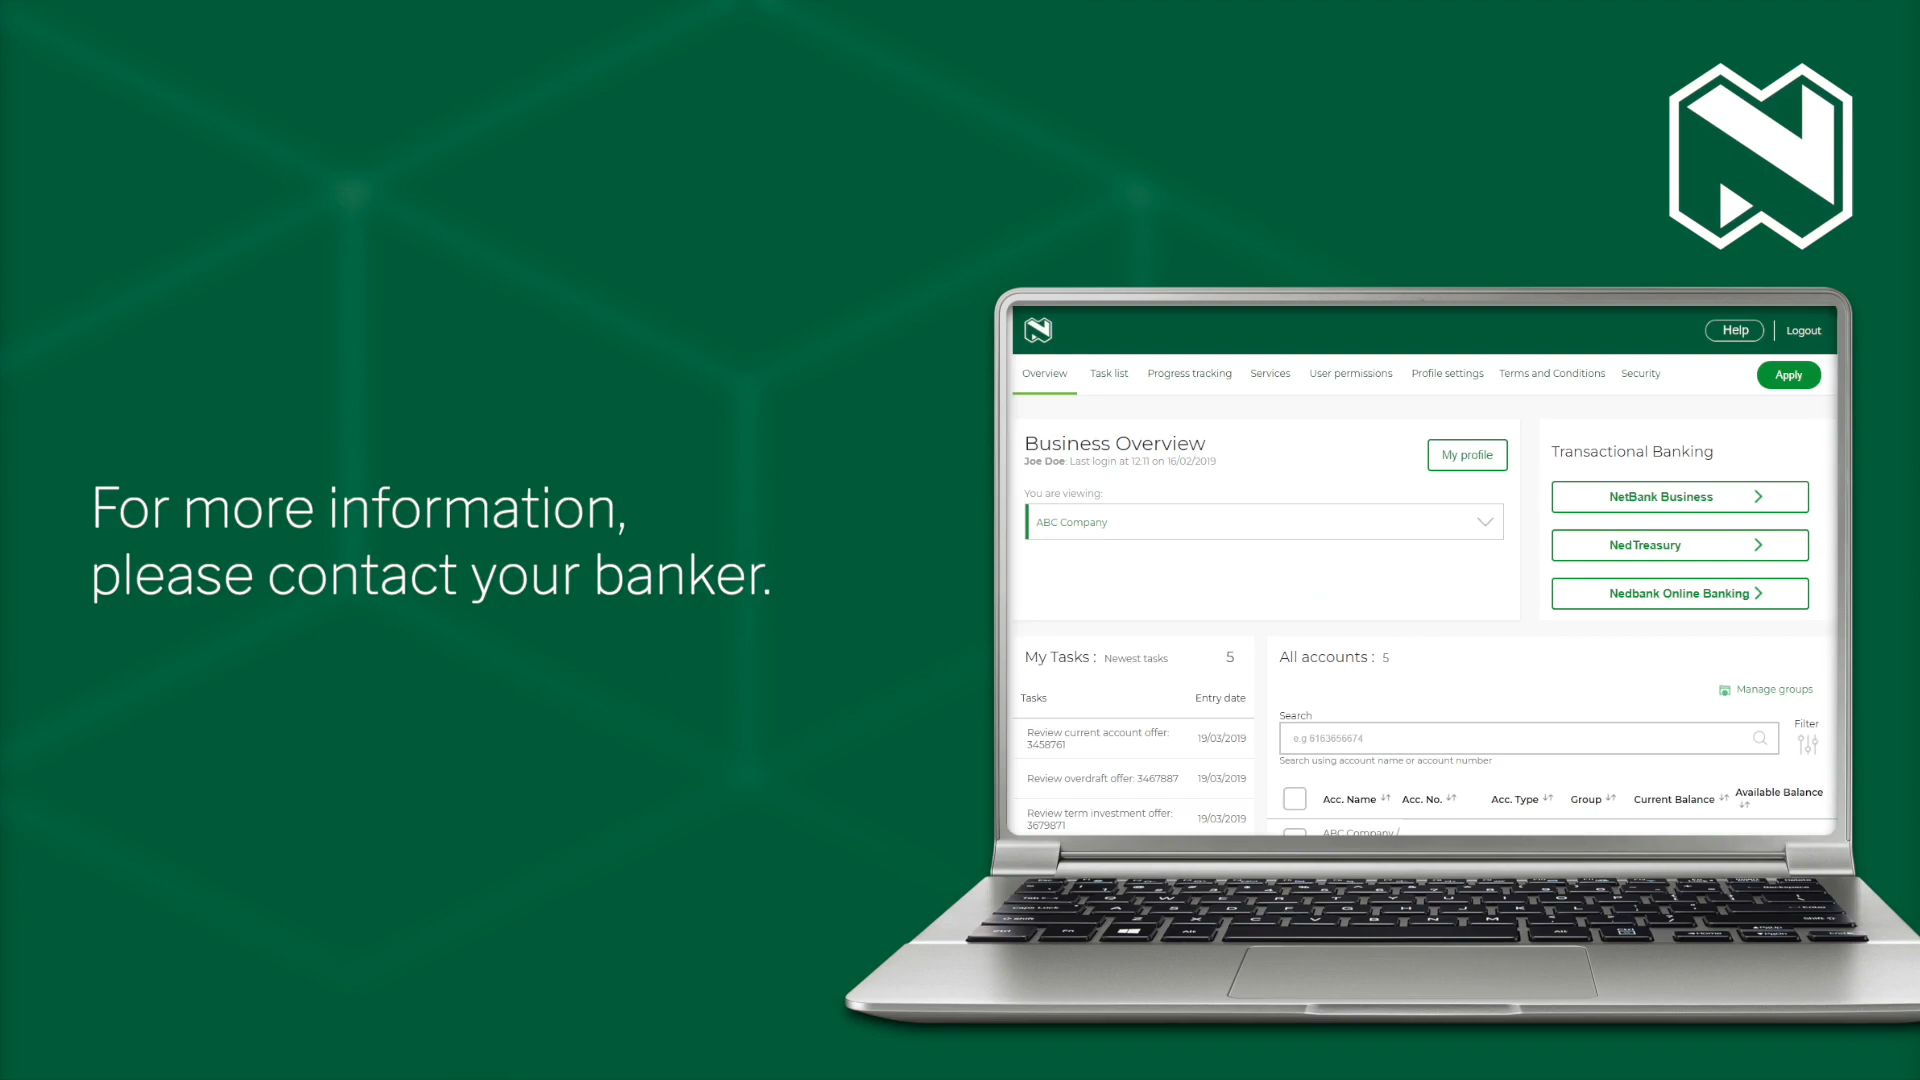 For more information,
please contact your banker.
Help
Logout
Overview
Task list
Progress tracking
Services
User permissions
Profile settings
Terms and Conditions
Security
Apply
Business Overview
Joe Doe: Last login at 12.11 on 16/02/2019
My profile
You are viewing:
ABC Company
Transactional Banking
NetBank Business
NedTreasury
Nedbank Online Banking
My Tasks : Newest tasks 5
Tasks Entry date
Review current account offer:
3458761
19/03/2019
Review overdraft offer: 3467887 19/03/2019
Review term investment offer:
3679871
19/03/2019
All accounts : 5
Manage groups
Search
e.g 6163656674
Search using account name or account number
Filter
Acc. Name Acc. No. Acc. Type Group Current Balance Available Balance
ABC Company /